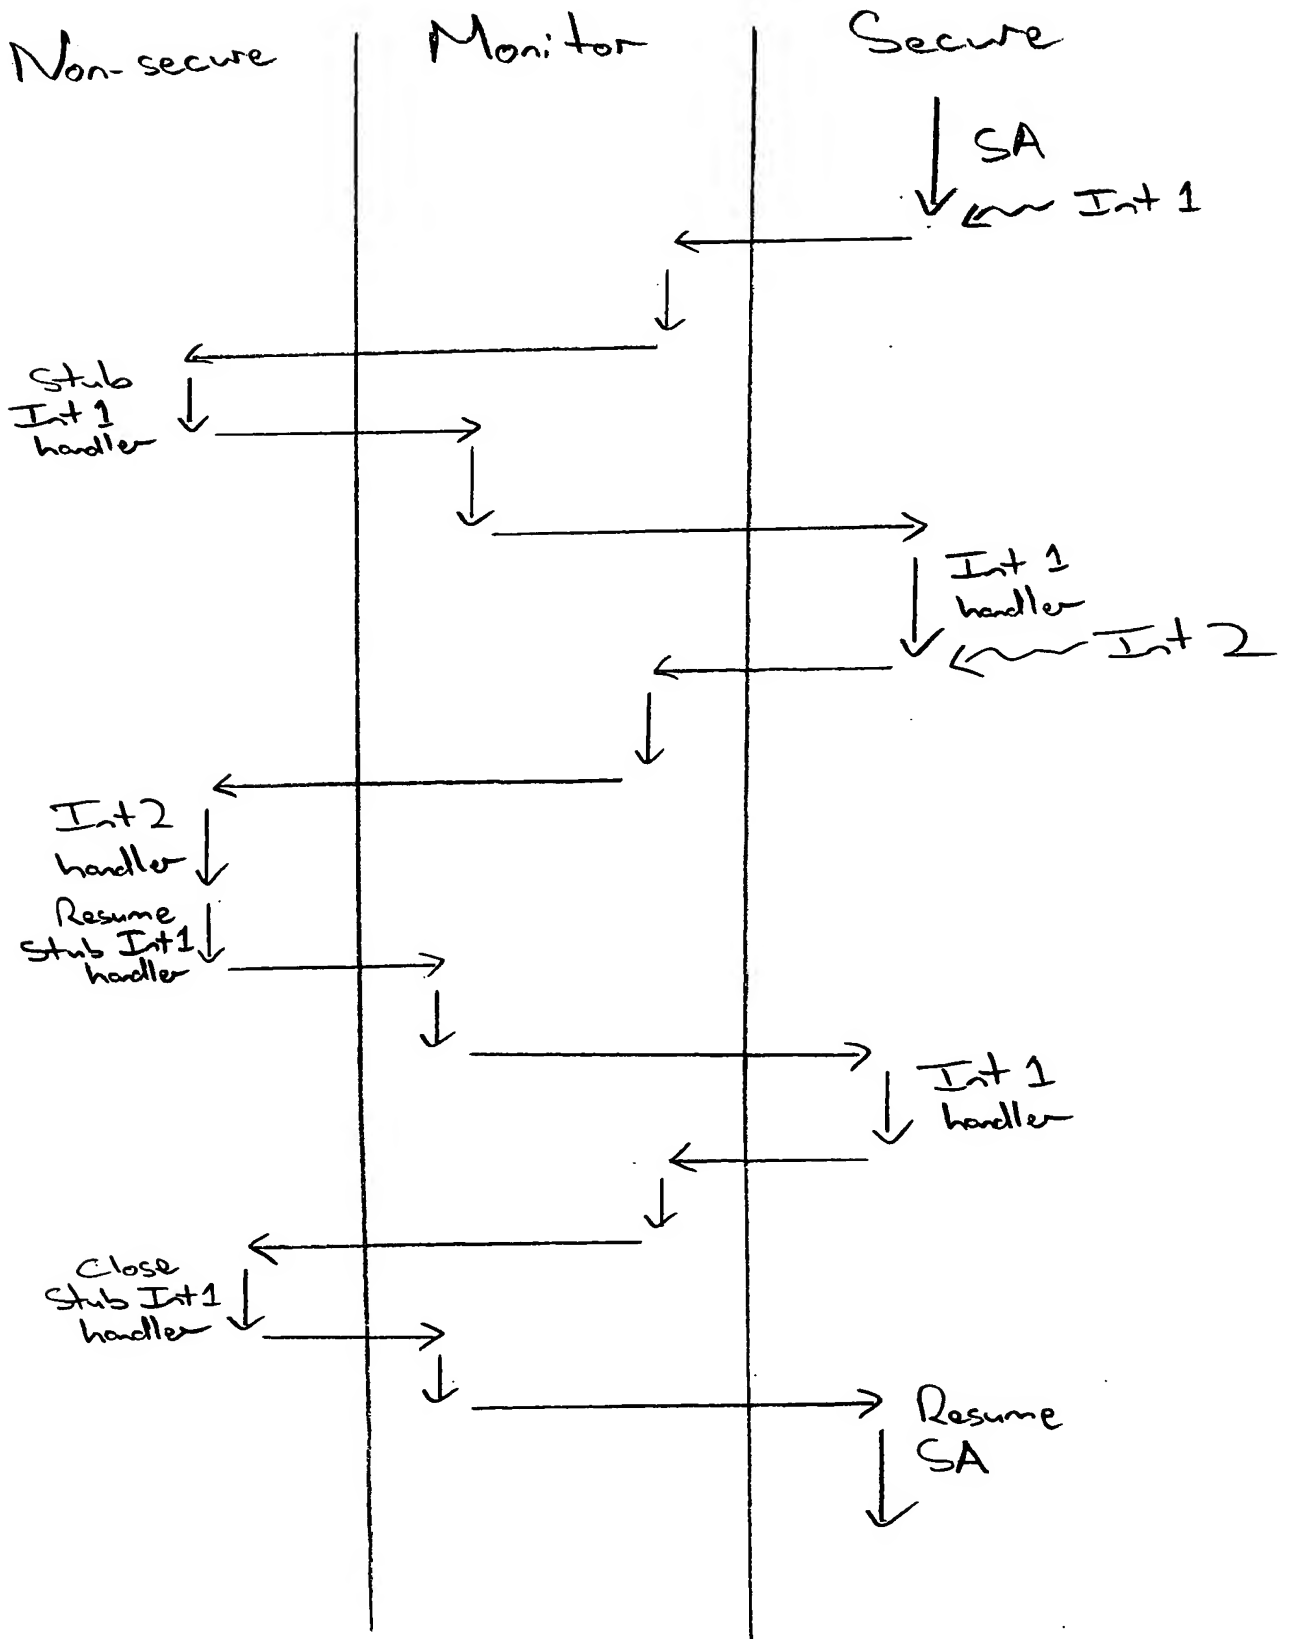 Non-secure
Monitor
Secure
SA
Int 1
Stub
Int 1
handler
Int 1
handler
Int 2
Int 2
handler
Resume
Stub Int 1
handler
Int 1
handler
Close
Stub Int 1
handler
Resume
SA